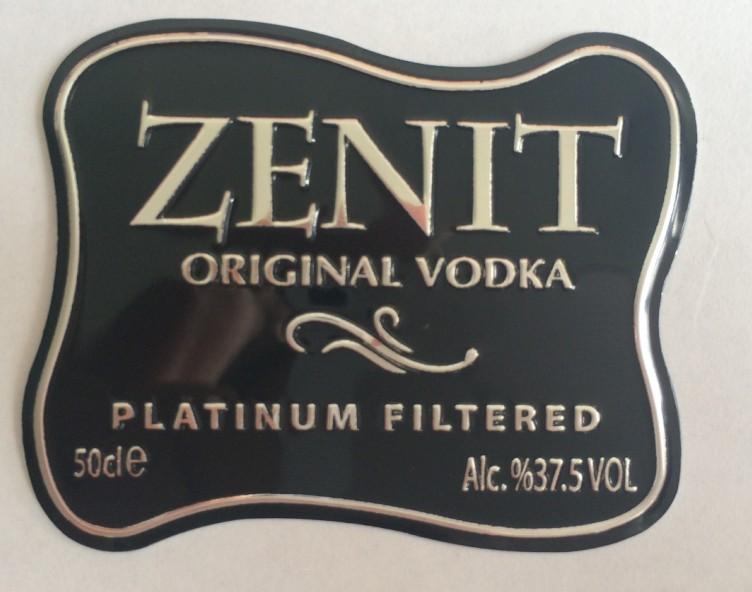 ZENIT
ORIGINAL VODKA
PLATINUM FILTERED
50cl e Alc. %37.5 VOL